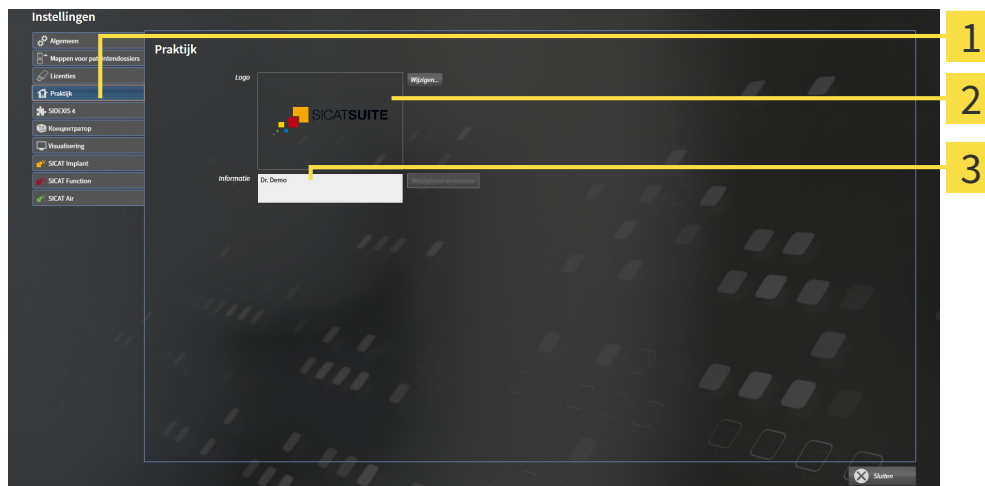 Instellingen
Algemeen
Mappen voor patiëntendossiers
Licenties
Praktijk
SIDEXIS 4
Концентратор
Visualisering
SICAT Implant
SICAT Function
SICAT Air
Praktijk
Logo
SICATSUITE
Wijzigen...
Informatie
Dr. Demo
Wijzigingen toevoegen
Sluiten
1
2
3